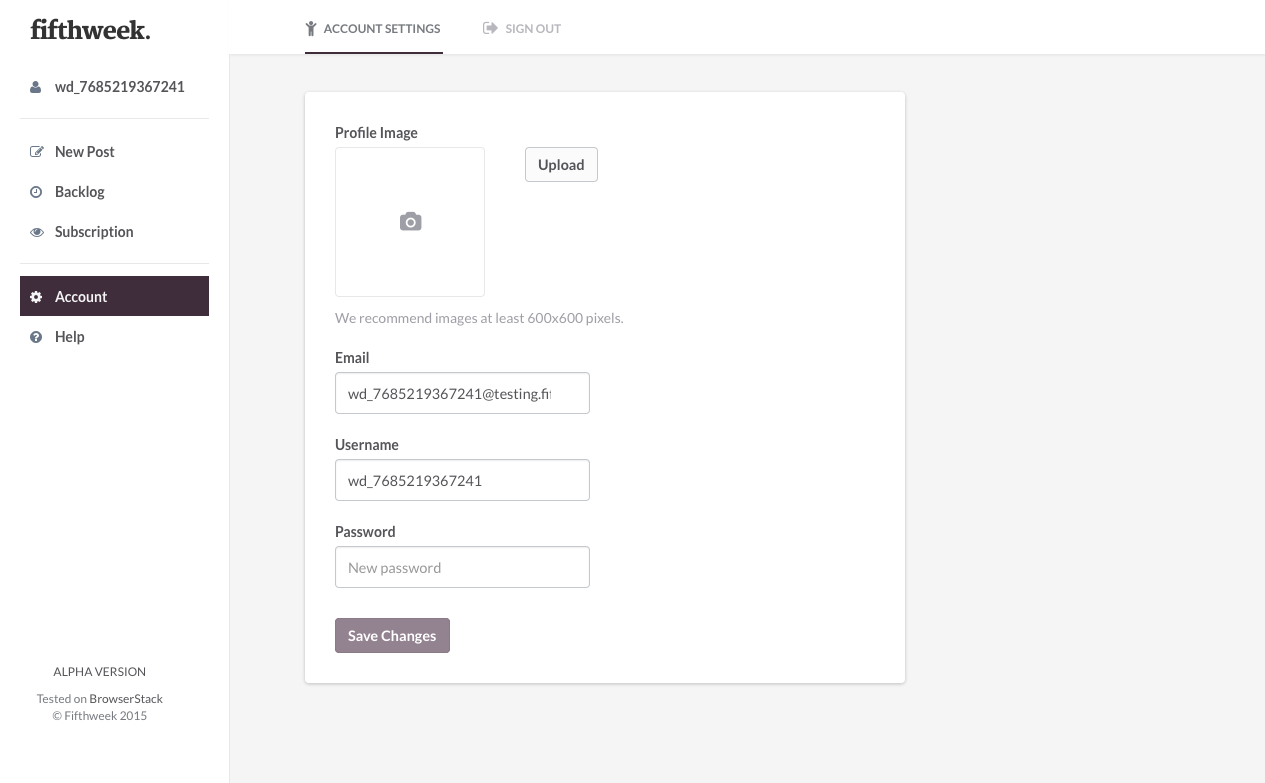 fifthweek.
wd_7685219367241
New Post
Backlog
Subscription
Account
Help
ALPHA VERSION
Tested on BrowserStack
© Fifthweek 2015
ACCOUNT SETTINGS
SIGN OUT
Profile Image
Upload
We recommend images at least 600x600 pixels.
Email
wd_7685219367241@testing.fi
Username
wd_7685219367241
Password
New password
Save Changes